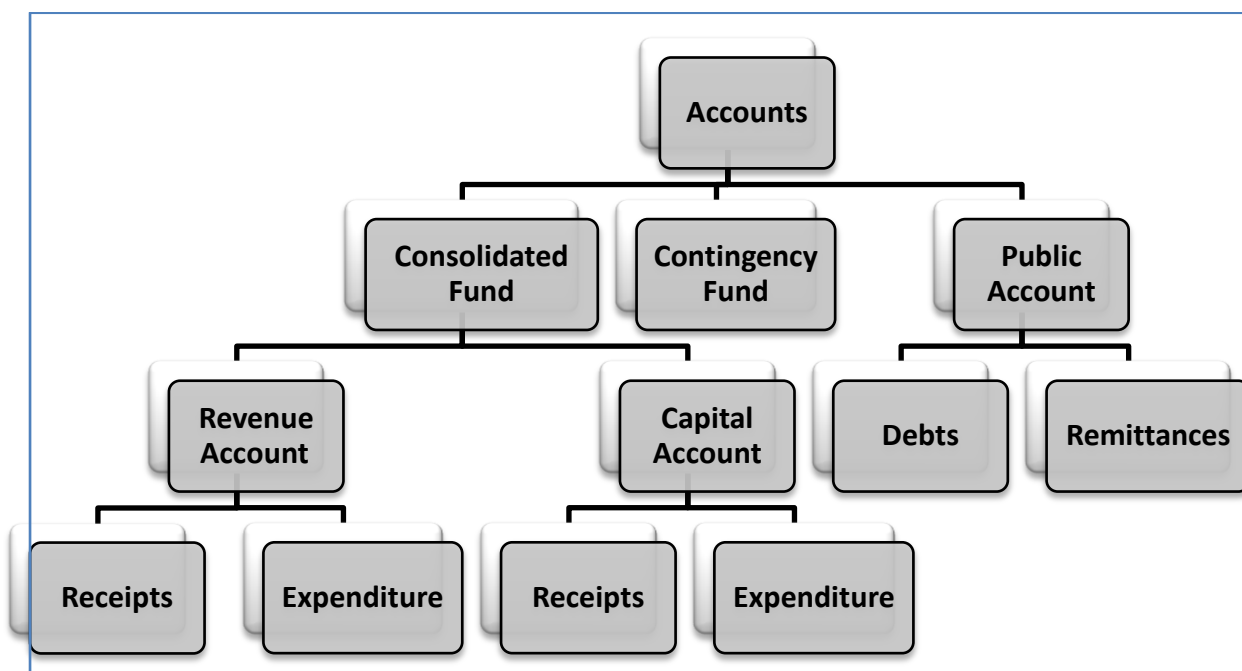 Accounts
Consolidated
Fund
Contingency
Fund
Public
Account
Revenue
Account
Capital
Account
Debts
Remittances
Receipts
Expenditure
Receipts
Expenditure